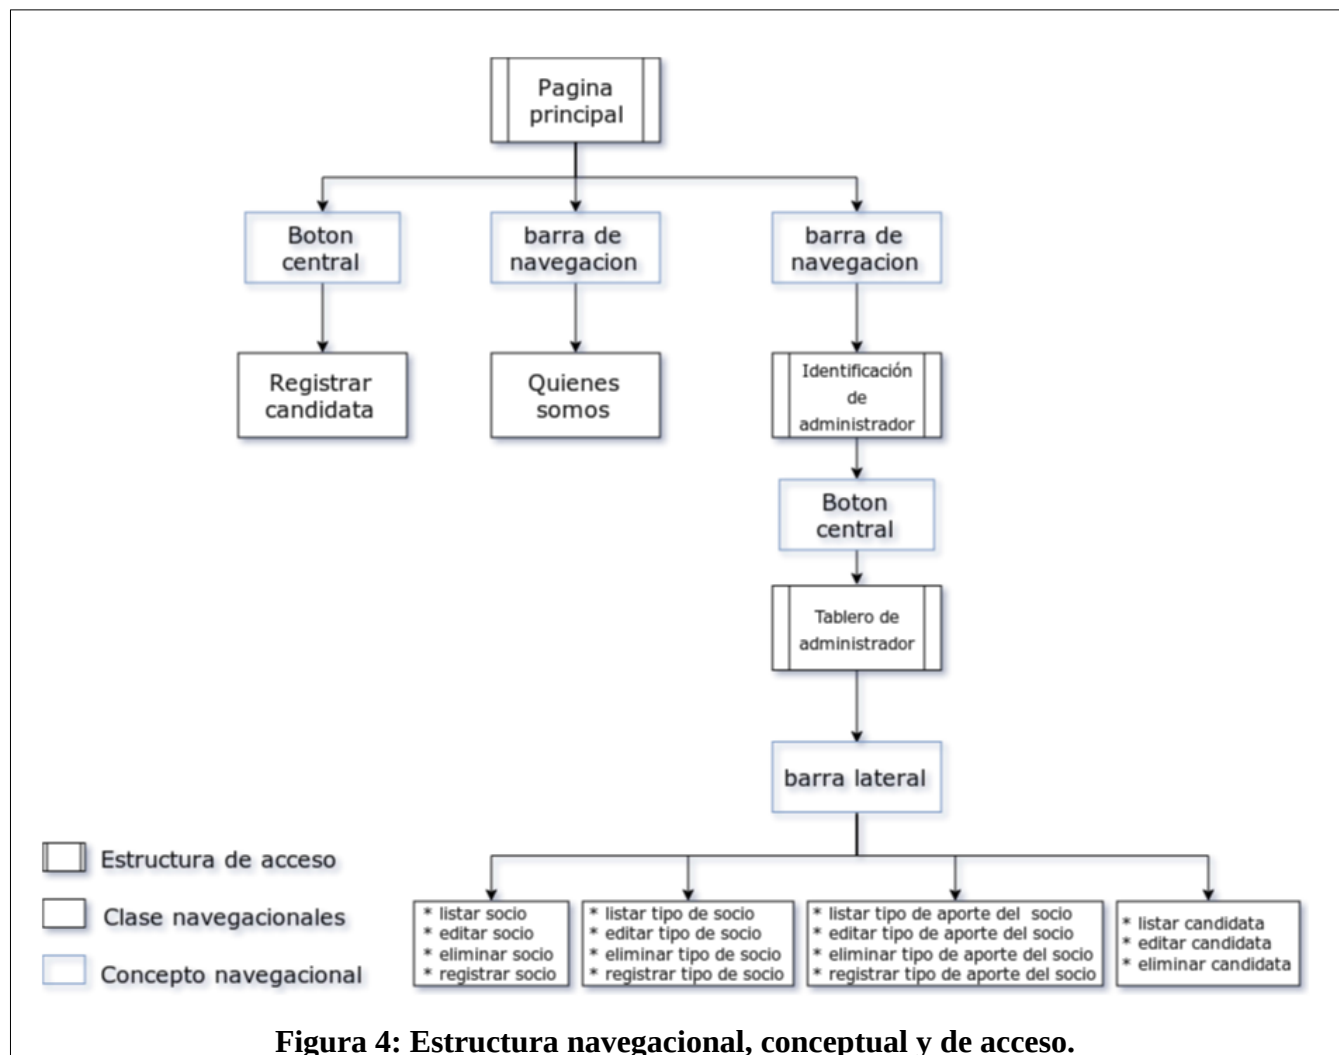 Pagina
principal
Boton
central
barra de
navegacion
barra de
navegacion
Registrar
candidata
Quienes
somos
Identificación
de
administrador
Boton
central
Tablero de
administrador
barra lateral
Estructura de acceso
Clase navegacionales
Concepto navegacional
* listar socio
* editar socio
* eliminar socio
* registrar socio
* listar tipo de socio
* editar tipo de socio
* eliminar tipo de socio
* registrar tipo de socio
* listar tipo de aporte del  socio
* editar tipo de aporte del socio
* eliminar tipo de aporte del socio
* registrar tipo de aporte del socio
* listar candidata
* editar candidata
* eliminar candidata
Figura 4: Estructura navegacional, conceptual y de acceso.